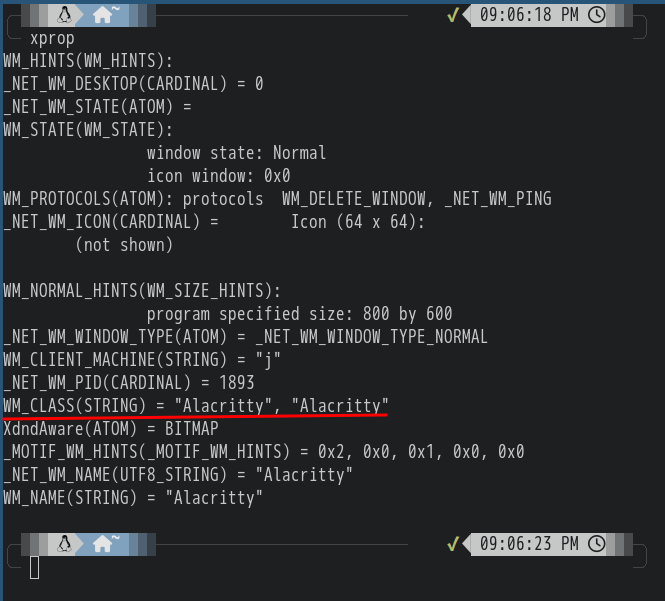 ~ ✓ 09:06:18 PM
xprop
WM_HINTS(WM_HINTS):
_NET_WM_DESKTOP(CARDINAL) = 0
_NET_WM_STATE(ATOM) =
WM_STATE(WM_STATE):
                window state: Normal
                icon window: 0x0
WM_PROTOCOLS(ATOM): protocols  WM_DELETE_WINDOW, _NET_WM_PING
_NET_WM_ICON(CARDINAL) =        Icon (64 x 64):
        (not shown)
WM_NORMAL_HINTS(WM_SIZE_HINTS):
                program specified size: 800 by 600
_NET_WM_WINDOW_TYPE(ATOM) = _NET_WM_WINDOW_TYPE_NORMAL
WM_CLIENT_MACHINE(STRING) = "j"
_NET_WM_PID(CARDINAL) = 1893
WM_CLASS(STRING) = "Alacritty", "Alacritty"
XdndAware(ATOM) = BITMAP
_MOTIF_WM_HINTS(_MOTIF_WM_HINTS) = 0x2, 0x0, 0x1, 0x0, 0x0
_NET_WM_NAME(UTF8_STRING) = "Alacritty"
WM_NAME(STRING) = "Alacritty"
~ ✓ 09:06:23 PM